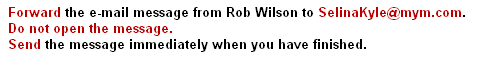 Forward the e-mail message from Rob Wilson to SelinaKyle@mym.com.
Do not open the message.
Send the message immediately when you have finished.